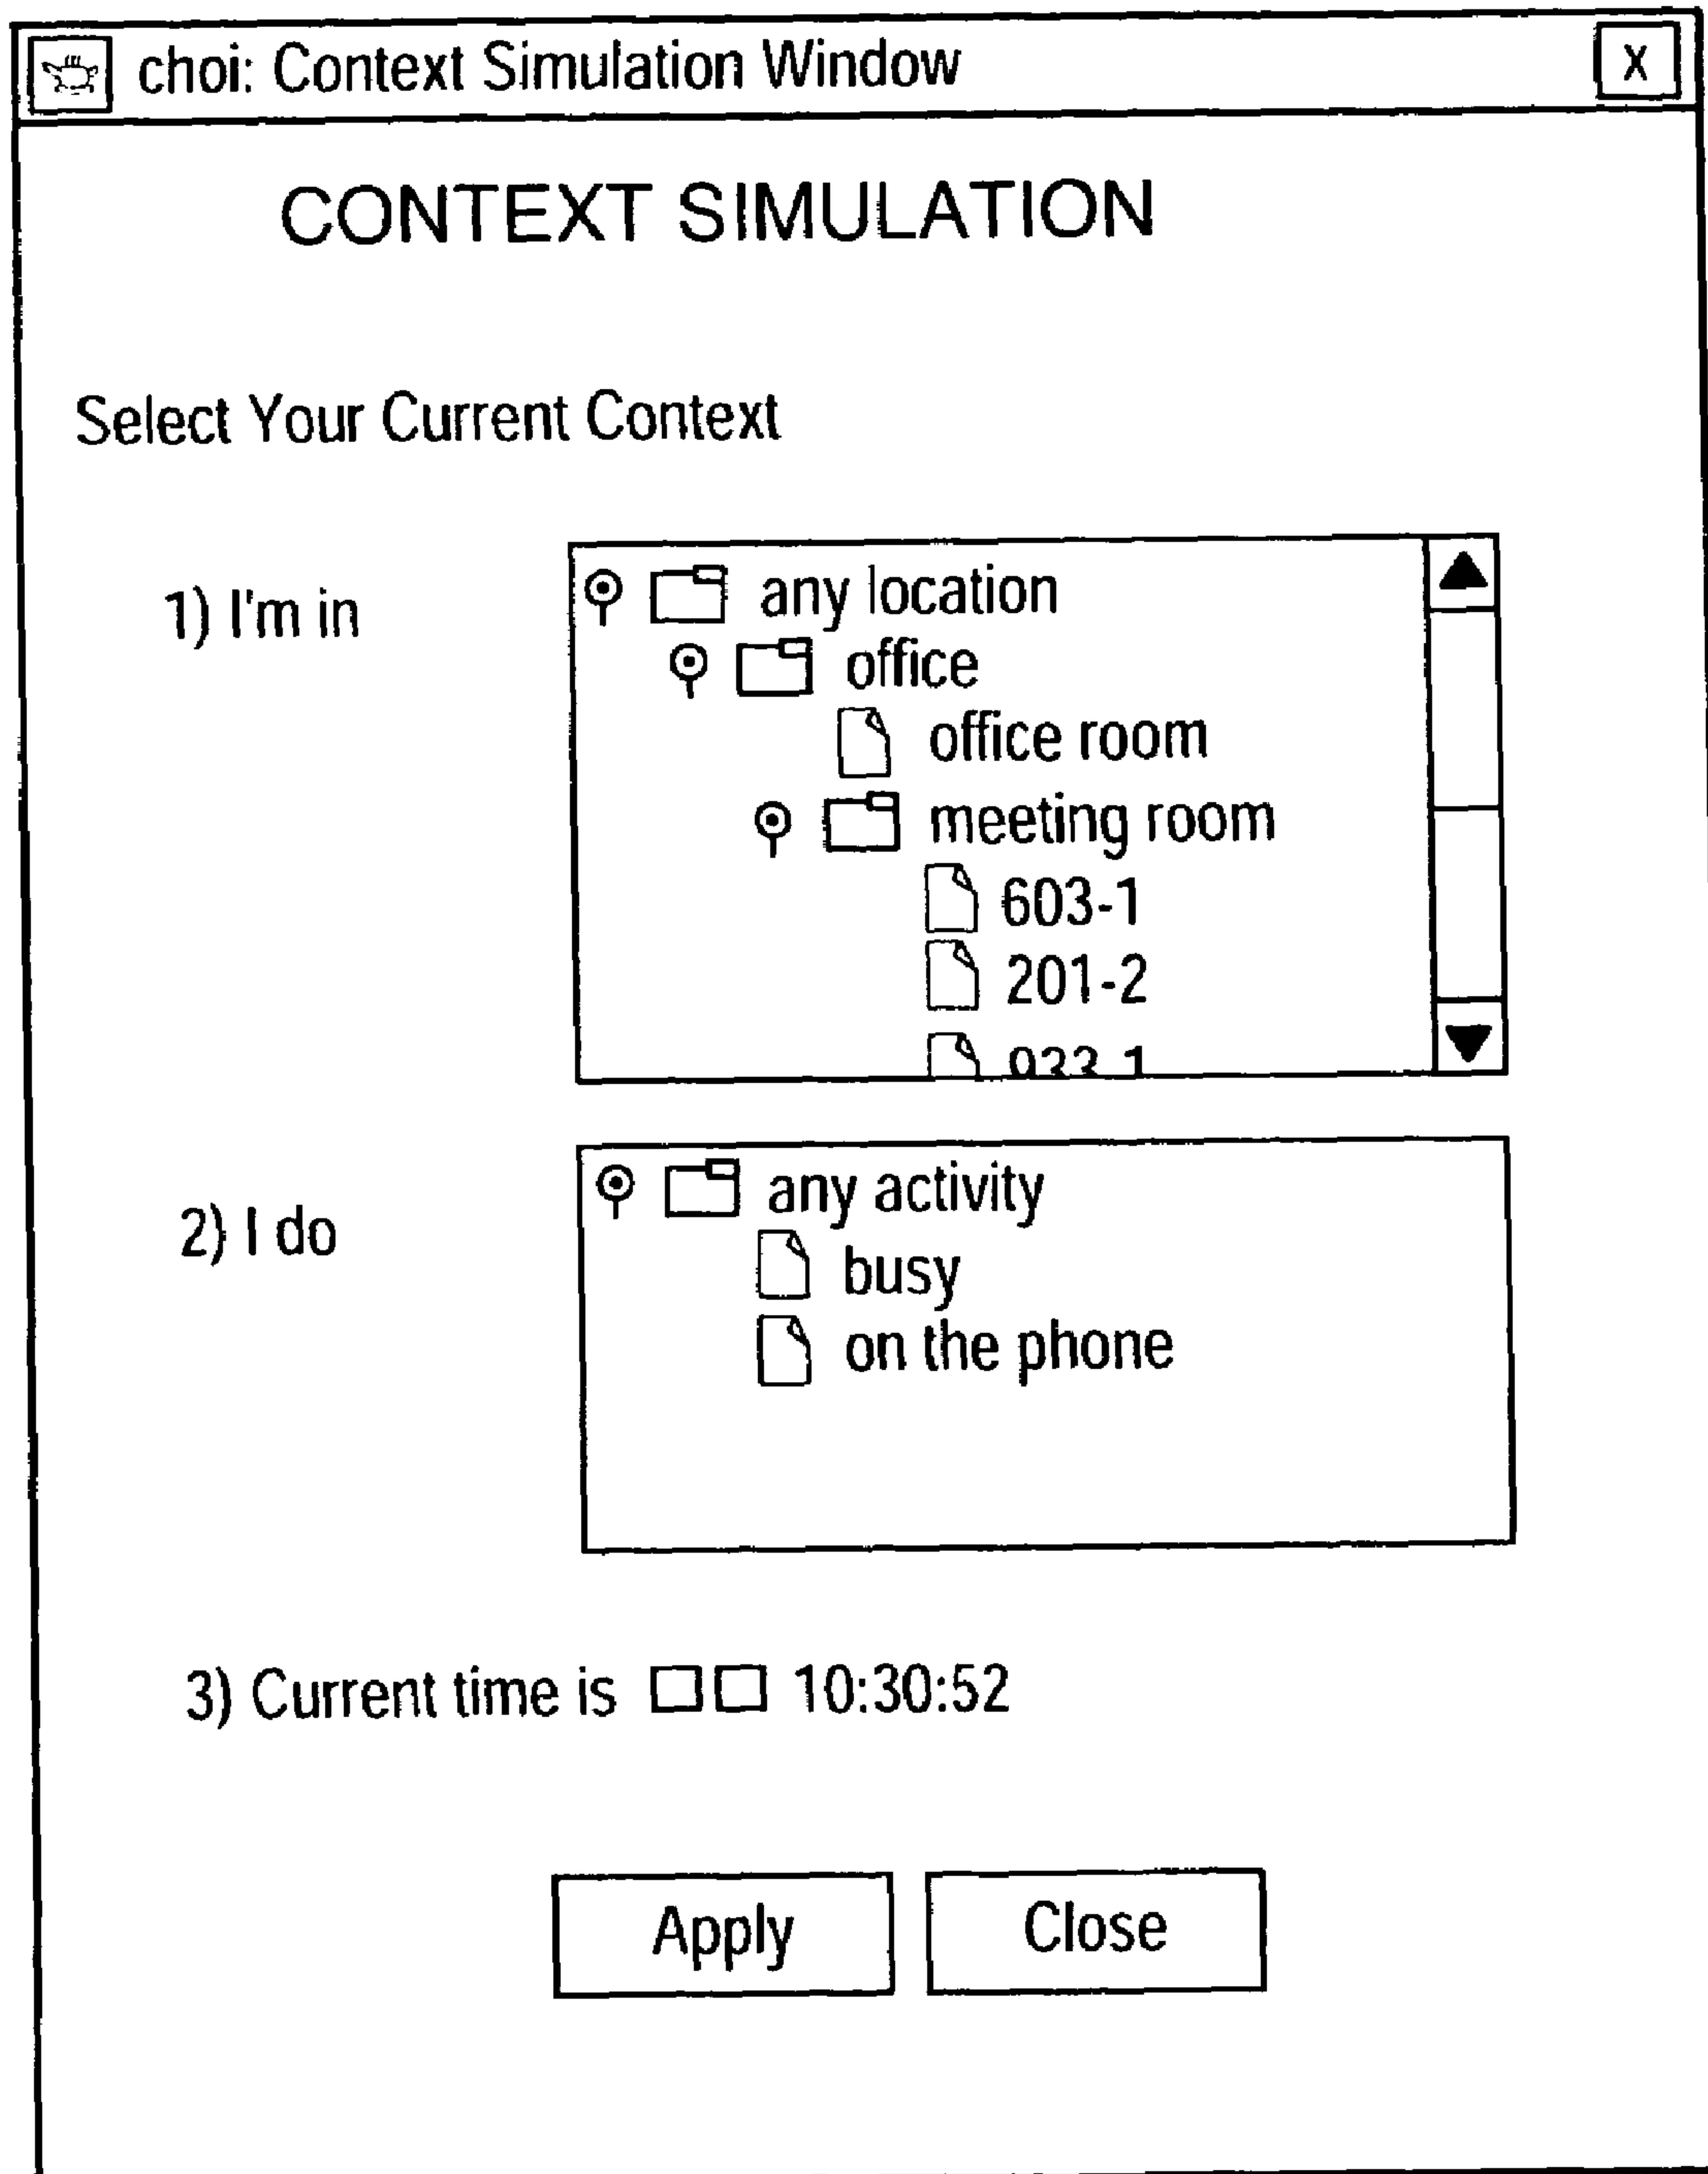 choi: Context Simulation Window X
CONTEXT SIMULATION
Select Your Current Context
1) I'm in
any location
office
office room
meeting room
603-1
201-2
2) I do
any activity
busy
on the phone
3) Current time is □□ 10:30:52
Apply Close